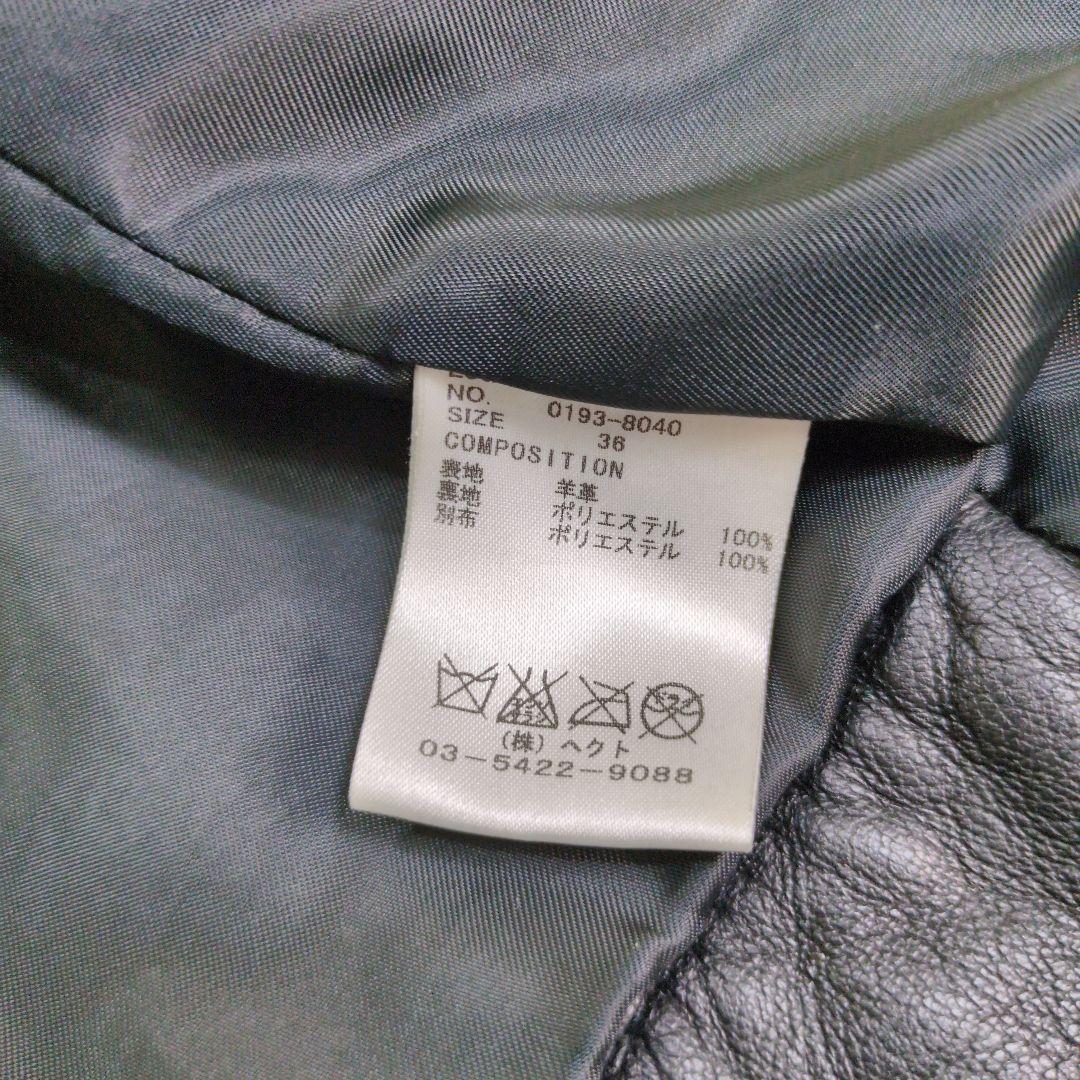 NO. 0193-8040
SIZE 36
COMPOSITION
表地 羊革
裏地 ポリエステル 100%
別布 ポリエステル 100%
(株) ヘクト
03-5422-9088